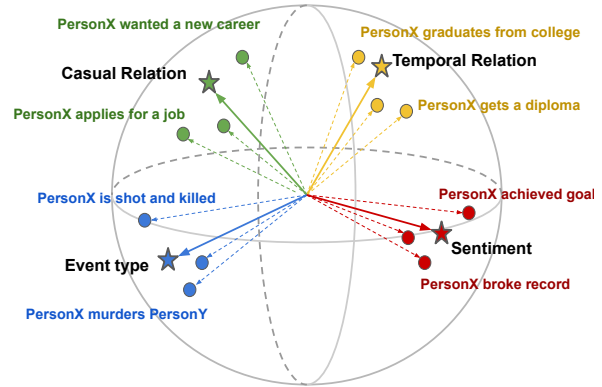 PersonX wanted a new career
PersonX graduates from college
Casual Relation
Temporal Relation
PersonX applies for a job
PersonX gets a diploma
PersonX is shot and killed
PersonX achieved goal
Event type
Sentiment
PersonX murders PersonY
PersonX broke record